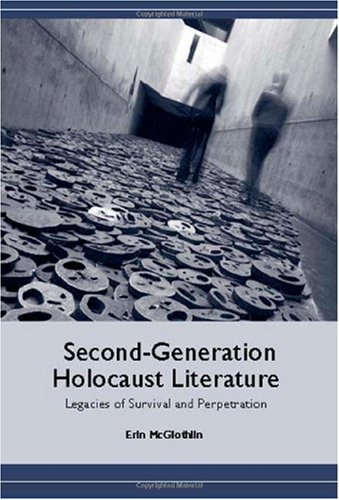 Second-Generation
Holocaust Literature
Legacies of Survival and Perpetration
Erin McGlothlin